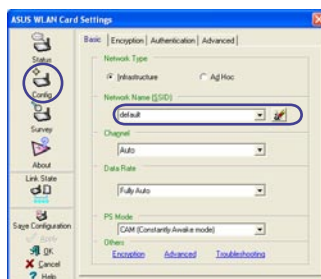 ASUS WLAN Card Settings
Status
Config
Survey
About
Link State
Save Configuration
Apply
OK
Cancel
Help
Basic
Encryption
Authentication
Advanced
Network Type
Infrastructure
Ad Hoc
Network Name (SSID)
default
Channel
Auto
Data Rate
Fully Auto
PS Mode
CAM (Constantly Awake mode)
Others
Encryption
Advanced
Troubleshooting